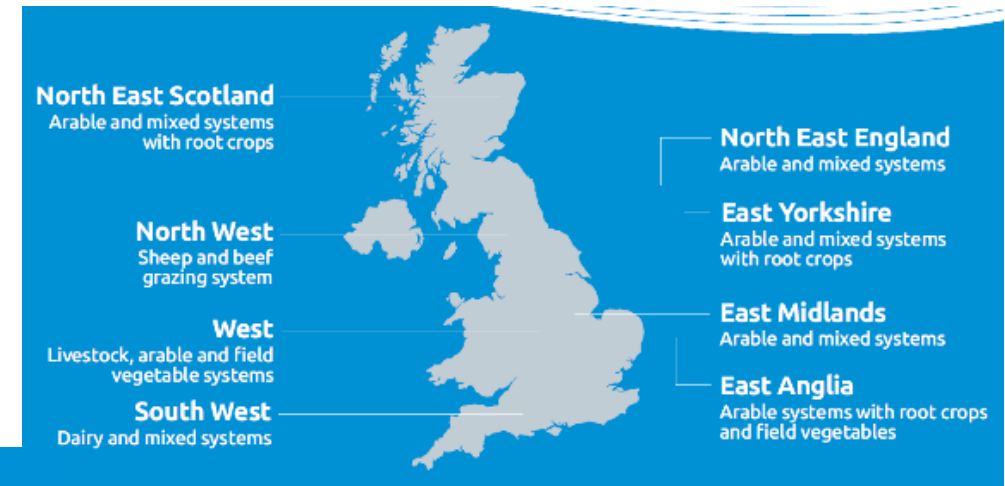 North East Scotland
Arable and mixed systems
with root crops
North West
Sheep and beef
grazing system
West
Livestock, arable and field
vegetable systems
South West
Dairy and mixed systems
North East England
Arable and mixed systems
East Yorkshire
Arable and mixed systems
with root crops
East Midlands
Arable and mixed systems
East Anglia
Arable systems with root crops
and field vegetables